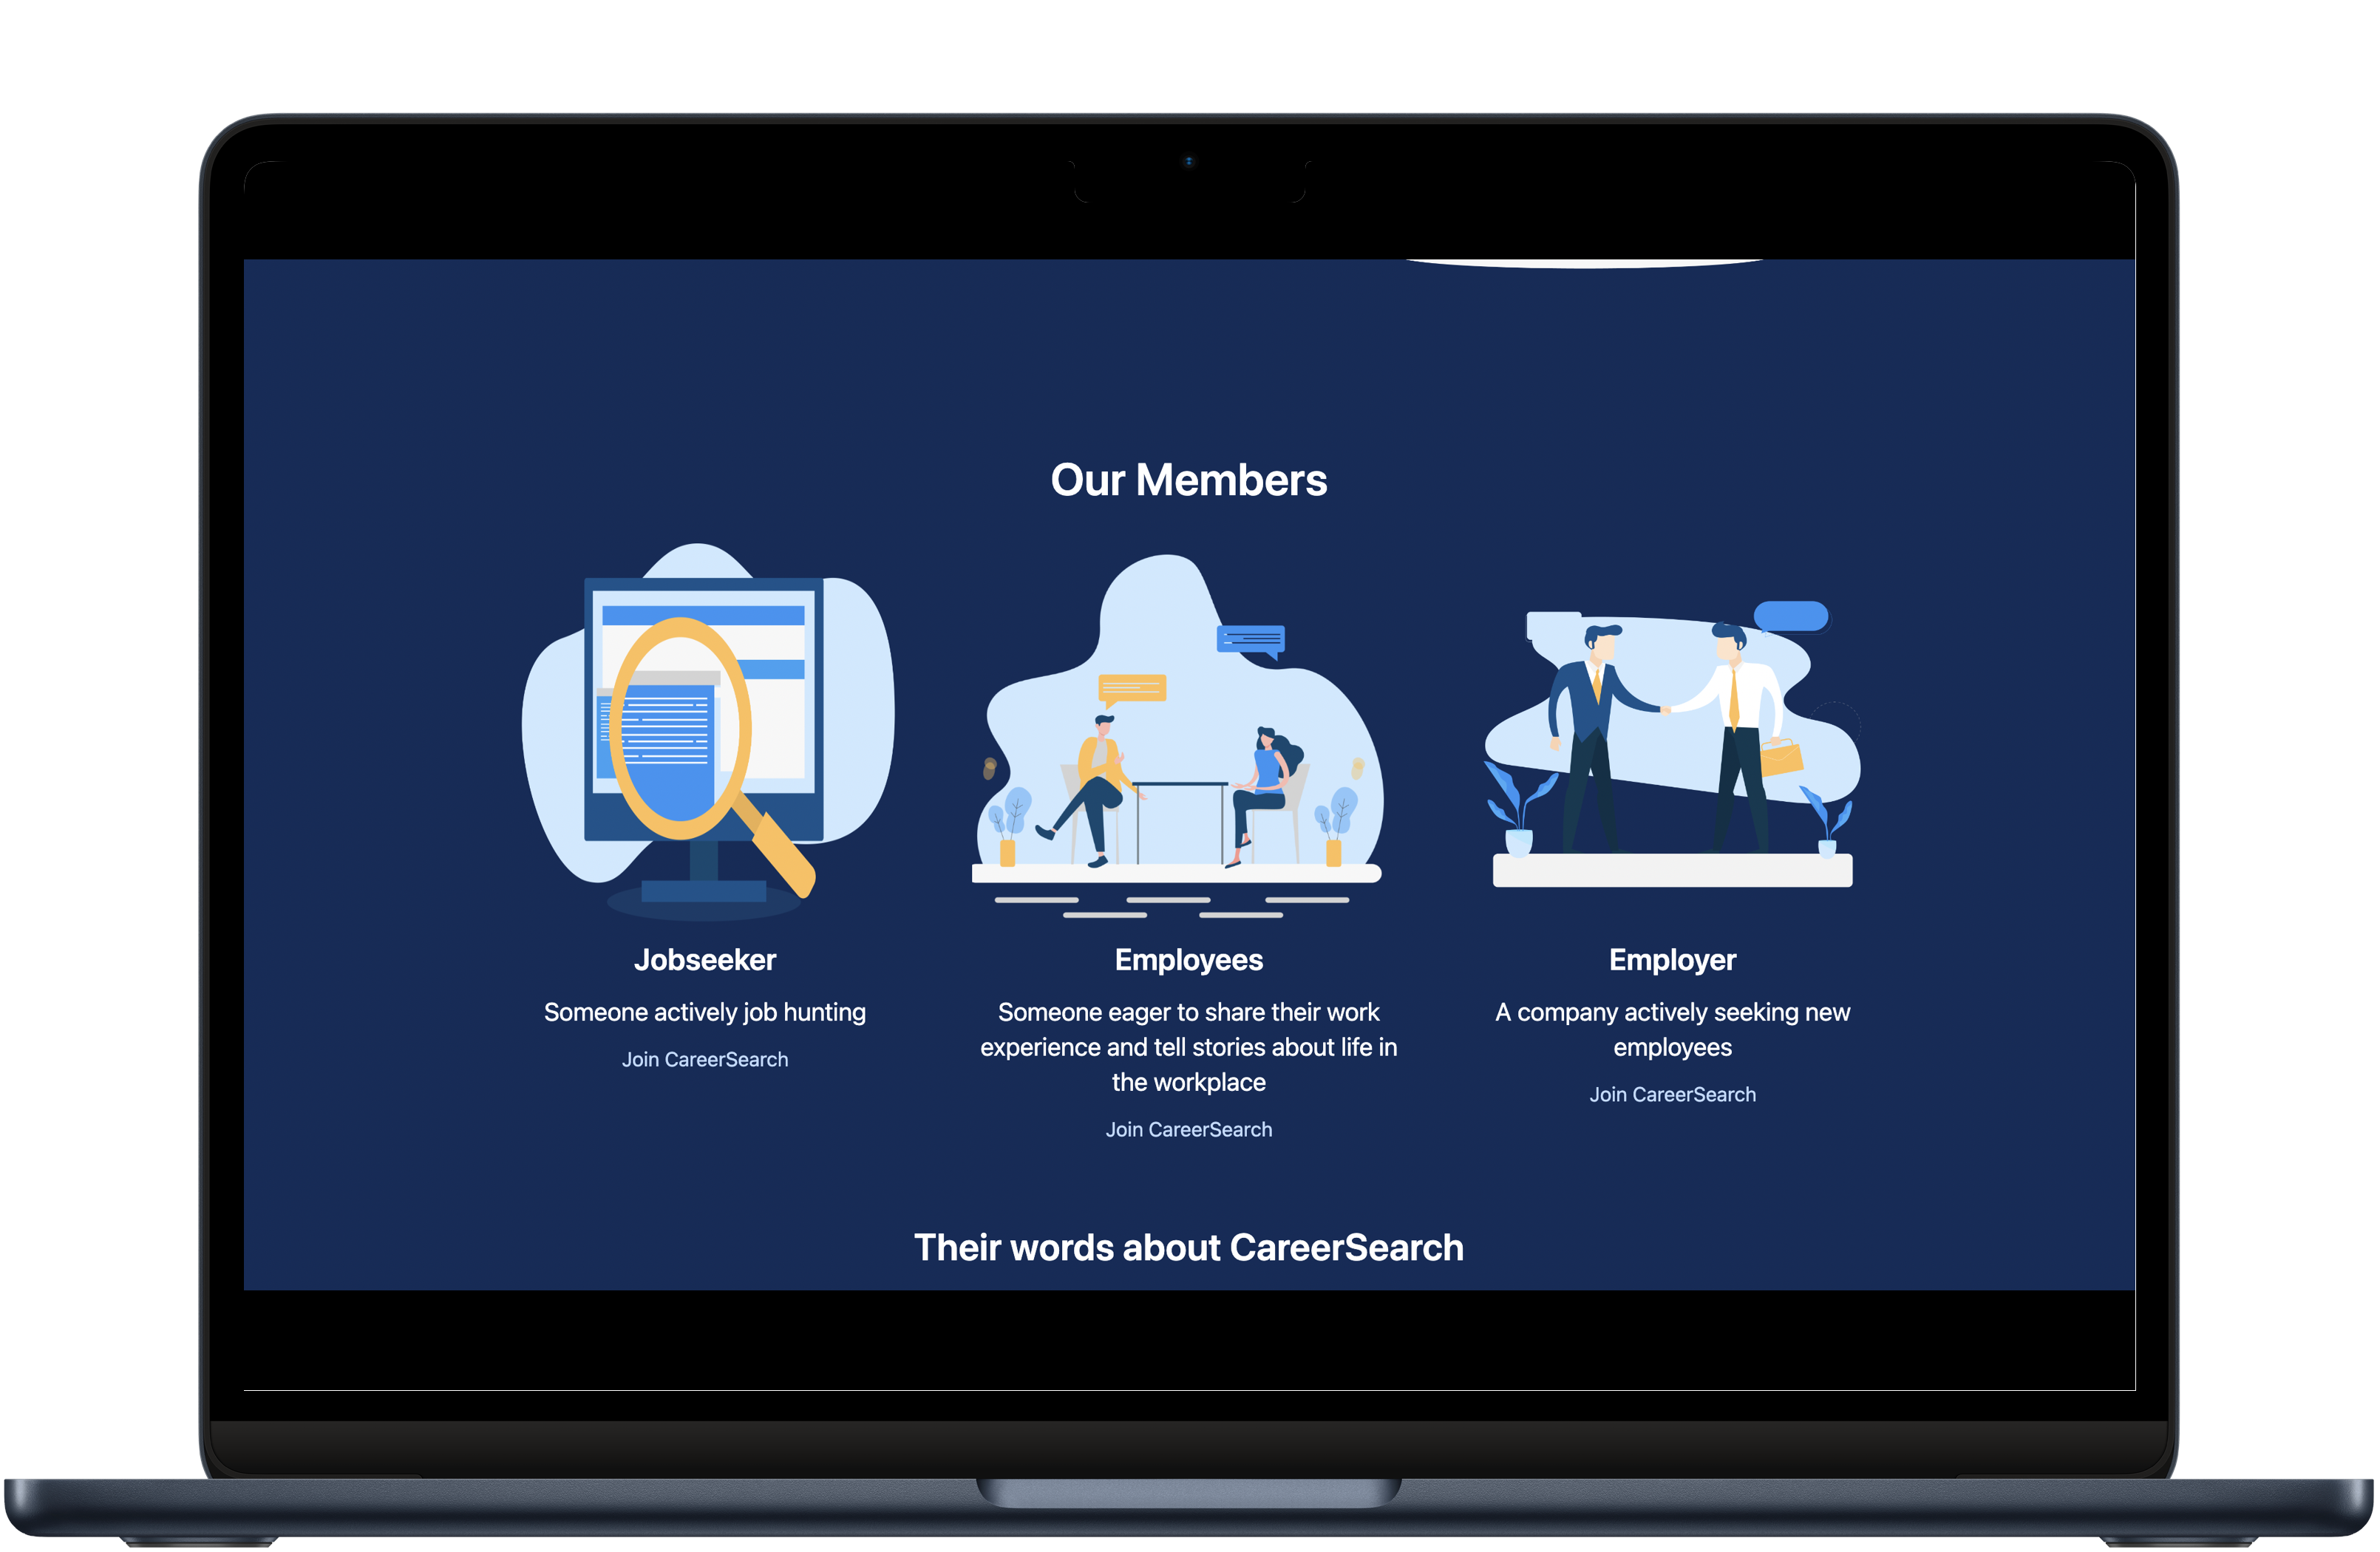 Our Members
Jobseeker
Someone actively job hunting
Join CareerSearch
Employees
Someone eager to share their work
experience and tell stories about life in
the workplace
Join CareerSearch
Employer
A company actively seeking new
employees
Join CareerSearch
Their words about CareerSearch